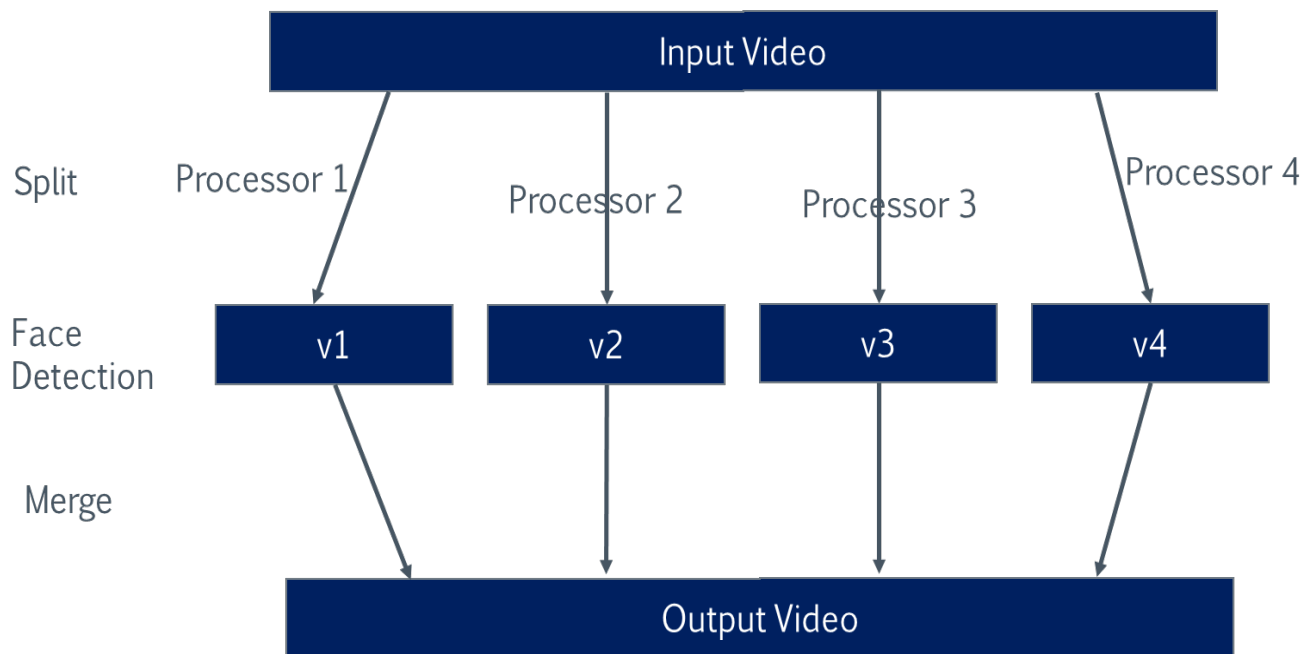 Input Video
Split
Processor 1
Processor 2
Processor 3
Processor 4
Face
Detection
v1
v2
v3
v4
Merge
Output Video